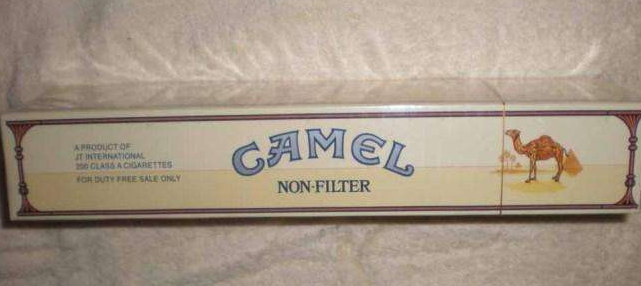 A PRODUCT OF
JT INTERNATIONAL
200 CLASS A CIGARETTES
FOR DUTY FREE SALE ONLY
CAMEL
NON-FILTER